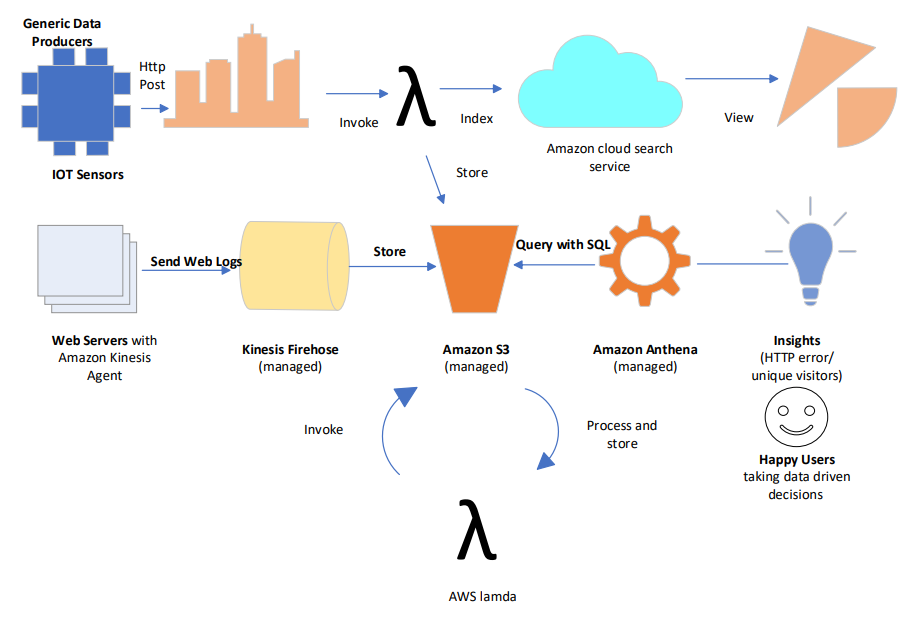 Generic Data
Producers
Http
Post
IOT Sensors
Invoke
λ
Index
Amazon cloud search
service
View
Store
Send Web Logs
Store
Query with SQL
Web Servers with
Amazon Kinesis
Agent
Kinesis Firehose
(managed)
Amazon S3
(managed)
Amazon Anthena
(managed)
Insights
(HTTP error/
unique visitors)
Invoke
Process and
store
Happy Users
taking data driven
decisions
λ
AWS lamda